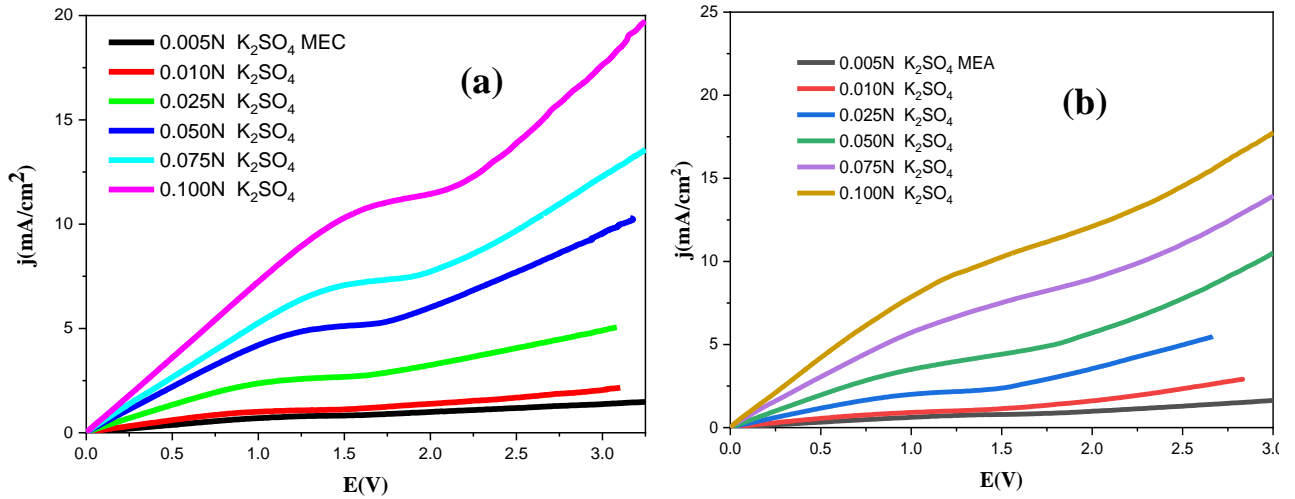 (a)
0.005N K₂SO₄ MEC
0.010N K₂SO₄
0.025N K₂SO₄
0.050N K₂SO₄
0.075N K₂SO₄
0.100N K₂SO₄
j(mA/cm²)
20
15
10
5
0
0.0 0.5 1.0 1.5 2.0 2.5 3.0
E(V)
(b)
0.005N K₂SO₄ MEA
0.010N K₂SO₄
0.025N K₂SO₄
0.050N K₂SO₄
0.075N K₂SO₄
0.100N K₂SO₄
j(mA/cm²)
25
20
15
10
5
0
0.0 0.5 1.0 1.5 2.0 2.5 3.0
E(V)